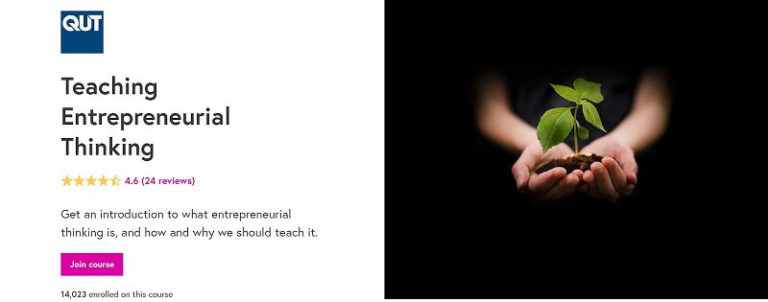 QUT
Teaching
Entrepreneurial
Thinking
4.6 (24 reviews)
Get an introduction to what entrepreneurial
thinking is, and how and why we should teach it.
Join course
14,023 enrolled on this course